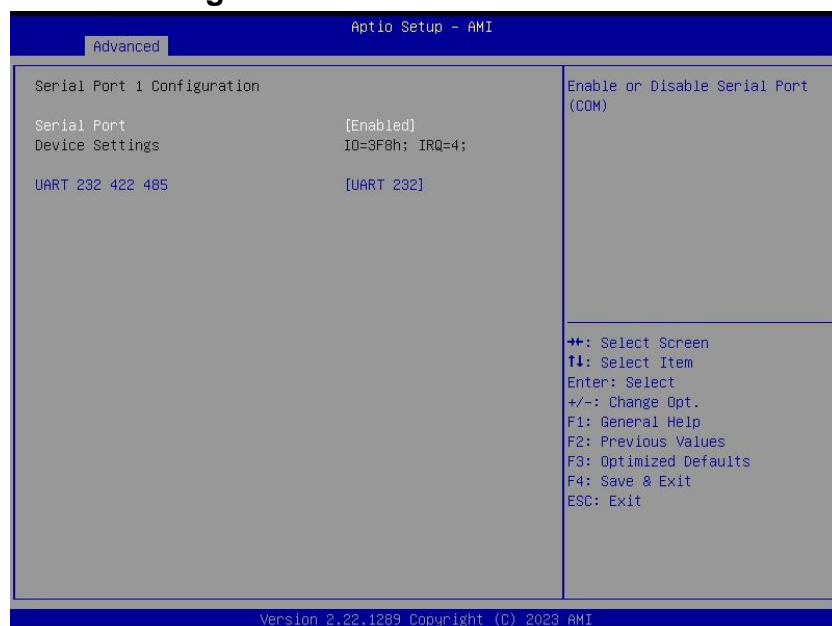 Aptio Setup - AMI
Advanced
Serial Port 1 Configuration
Serial Port [Enabled]
Device Settings IO=3F8h; IRQ=4;
UART 232 422 485 [UART 232]
Enable or Disable Serial Port
(COM)
→←: Select Screen
↑↓: Select Item
Enter: Select
+/-: Change Opt.
F1: General Help
F2: Previous Values
F3: Optimized Defaults
F4: Save & Exit
ESC: Exit
Version 2.22.1289 Copyright (C) 2023 AMI